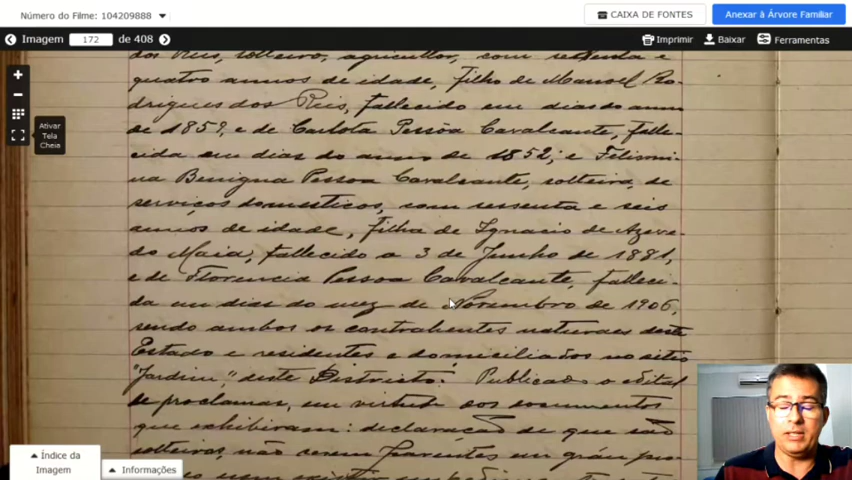 Número do Filme: 104209888
CAIXA DE FONTES
Anexar à Árvore Familiar
Imagem 172 de 408
Imprimir
Baixar
Ferramentas
Ativar
Tela
Cheia
dos Reis, solteiro, agricultor, com sessenta e
quatro annos de idade, filho de Manoel Ro-
drigues dos Reis, fallecido em dias do anno
de 1859, e de Carlota Pessôa Cavalcante, falle-
cida em dias do anno de 1852; e Felismi-
na Benigna Pessoa Cavalcante, solteira, de
serviços domesticos, com sessenta e seis
annos de idade, filha de Ignacio de Azeve-
do Maia, fallecido a 3 de Junho de 1881,
e de Florencia Pessoa Cavalcante, falleci-
da em dias do mez de Novembro de 1906,
sendo ambos os contrahentes naturaes deste
Estado e residentes e domiciliados no sitio
"Jardim," deste Districto. Publicado o edital
de proclamas, em virtude dos documentos
que exhibiram: declaração de que são
solteiros, não serem parentes em gráu
Índice da
Imagem
Informações